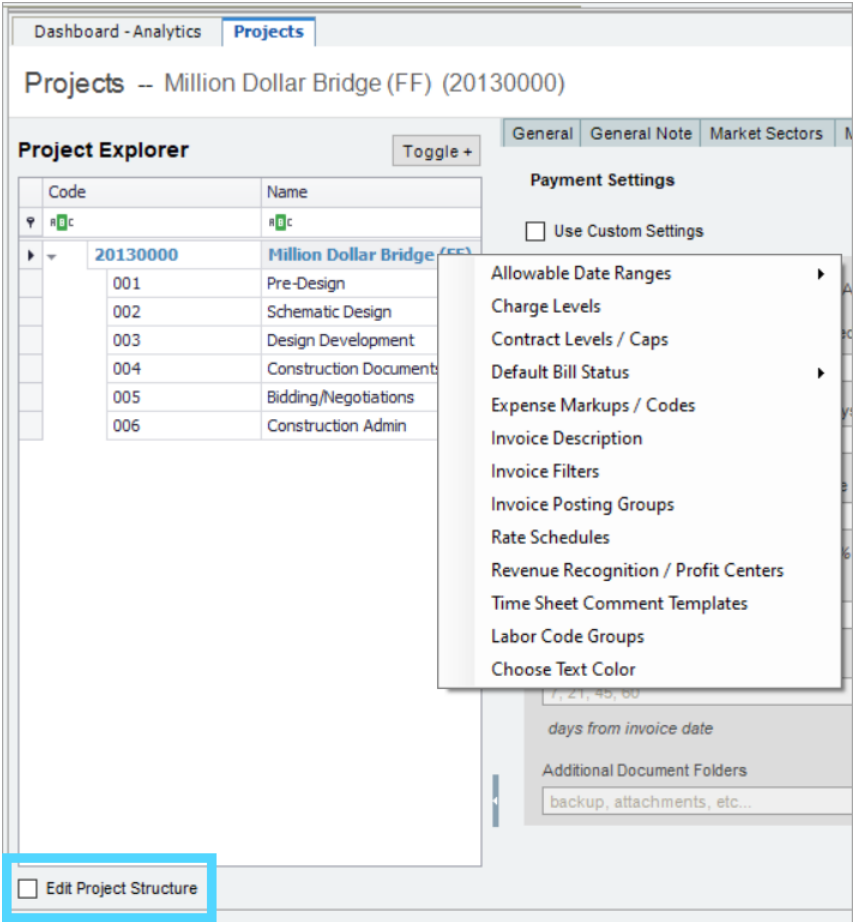 Dashboard - Analytics
Projects
Projects -- Million Dollar Bridge (FF) (20130000)
Project Explorer
Toggle +
General
General Note
Market Sectors
Code
Name
ABC
ABC
20130000
Million Dollar Bridge (FF)
001
Pre-Design
002
Schematic Design
003
Design Development
004
Construction Documents
005
Bidding/Negotiations
006
Construction Admin
Payment Settings
Use Custom Settings
Allowable Date Ranges
Charge Levels
Contract Levels / Caps
Default Bill Status
Expense Markups / Codes
Invoice Description
Invoice Filters
Invoice Posting Groups
Rate Schedules
Revenue Recognition / Profit Centers
Time Sheet Comment Templates
Labor Code Groups
Choose Text Color
7, 21, 45, 60
days from invoice date
Additional Document Folders
backup, attachments, etc...
Edit Project Structure